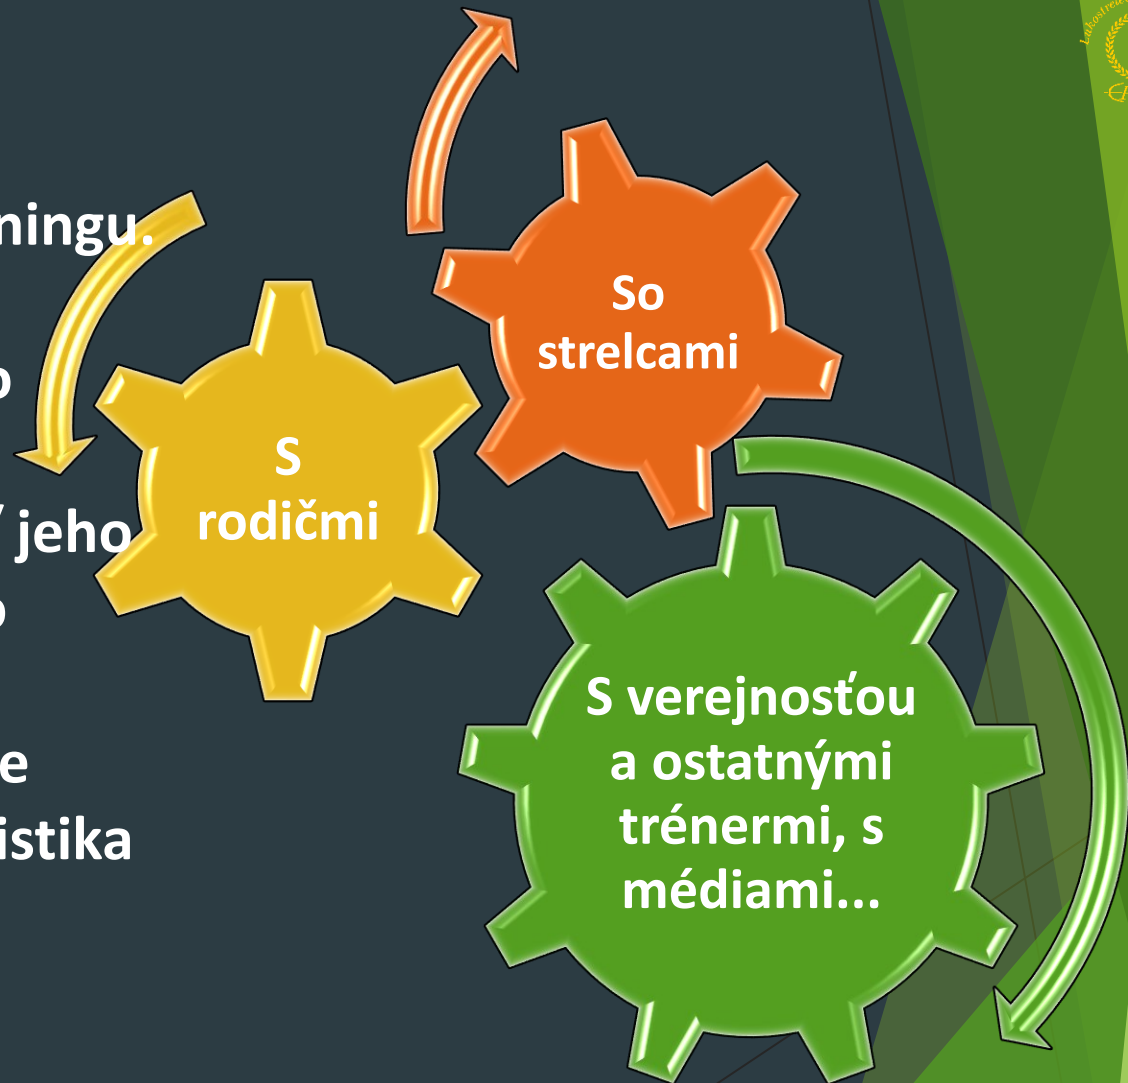 ningu.
jeho
e
istika
So
strelcami
S
rodičmi
S verejnosťou
a ostatnými
trénermi, s
médiami...